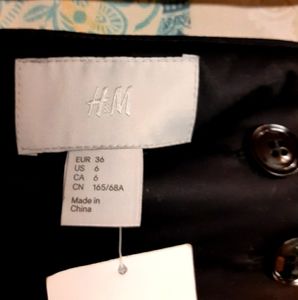 H&M
EUR 36
US 6
CA 6
CN 165/68A
Made in
China